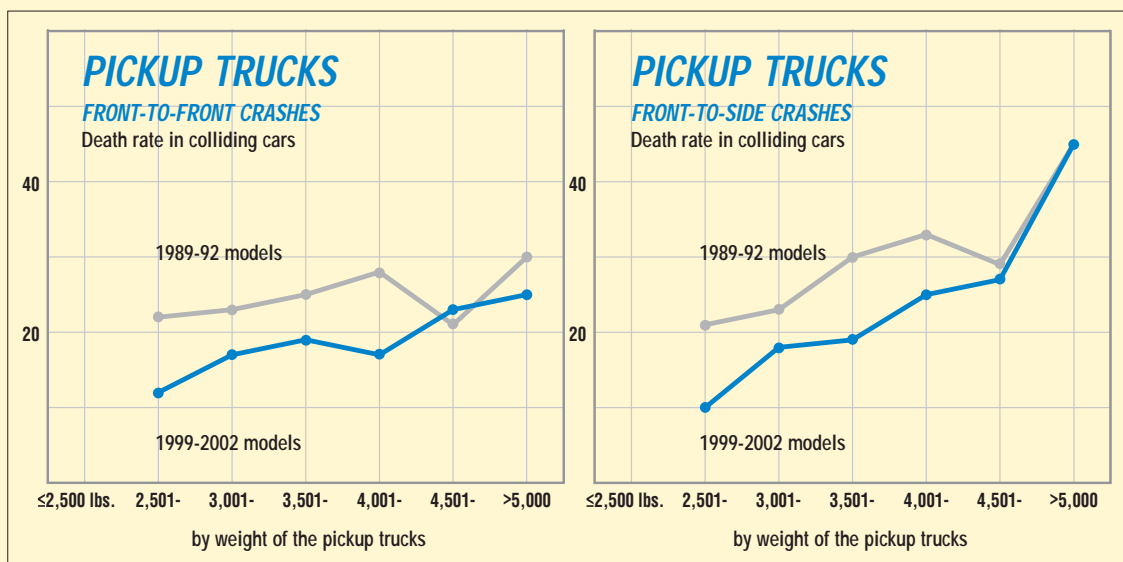 PICKUP TRUCKS
FRONT-TO-FRONT CRASHES
Death rate in colliding cars
40
1989-92 models
20
1999-2002 models
≤2,500 lbs. 2,501- 3,001- 3,501- 4,001- 4,501- >5,000
by weight of the pickup trucks
PICKUP TRUCKS
FRONT-TO-SIDE CRASHES
Death rate in colliding cars
40
1989-92 models
20
1999-2002 models
≤2,500 lbs. 2,501- 3,001- 3,501- 4,001- 4,501- >5,000
by weight of the pickup trucks